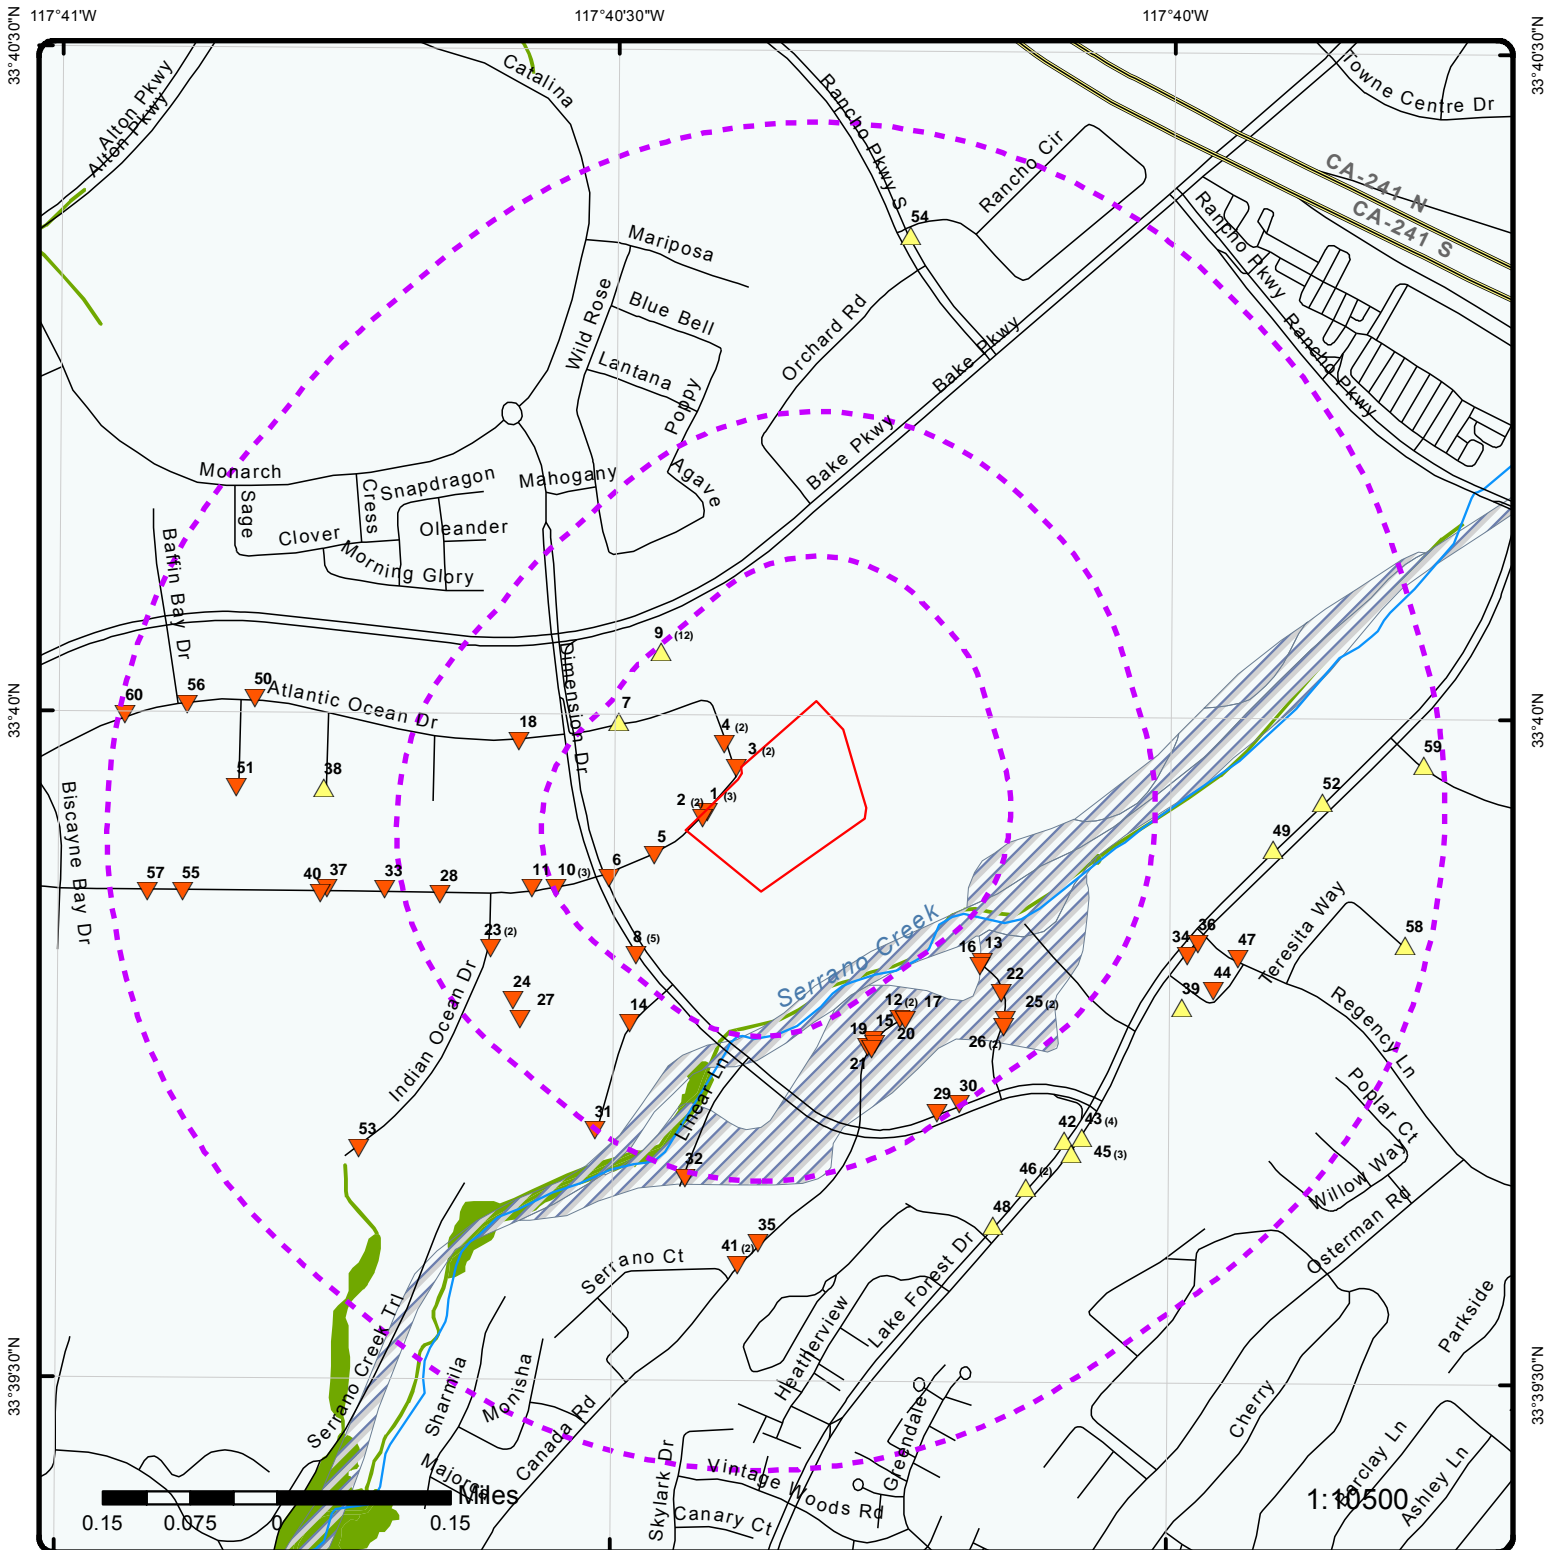 117°41'W
117°40'30"W
117°40'W
33°40'30"N
33°40'30"N
Alton Pkwy
Alton Pkwy
Catalina
Rancho Pkwy S
Rancho Cir
Towne Centre Dr
CA-241 N
CA-241 S
54
Rancho Pkwy
Mariposa
Blue Bell
Wild Rose
Lantana
Poppy
Orchard Rd
Bake Pkwy
Rancho Pkwy
Rancho Pkwy
Monarch
Sage
Cress
Snapdragon
Mahogany
Agave
Bake Pkwy
Clover
Oleander
Morning Glory
Baffin Bay Dr
9 (12)
Dimension Dr
33°40'N
33°40'N
60
56
50
Atlantic Ocean Dr
18
7
4 (2)
3 (2)
59
51
38
2 (2)
1 (3)
52
Biscayne Bay Dr
5
49
57
55
40
37
33
28
11
10 (3)
6
Serrano Creek
Teresita Way
23 (2)
8 (5)
16
13
34
36
47
58
24
27
14
12 (2)
17
22
25 (2)
39
44
Regency Ln
15
19
20
21
26 (2)
Indian Ocean Dr
Linear Ln
29
30
Poplar Ct
31
53
42
43 (4)
45 (3)
32
46 (2)
Willow Way
48
Osterman Rd
35
41 (2)
Serrano Ct
Lake Forest Dr
Heatherview
Parkside
Serrano Creek Trl
Sharmila
Monisha
Canada Rd
33°39'30"N
33°39'30"N
Greendale
Cherry
Majorca
Skylark Dr
Vintage Woods Rd
Canary Ct
Barclay Ln
Ashley Ln
Miles
0.15
0.075
0
0.15
1:10500